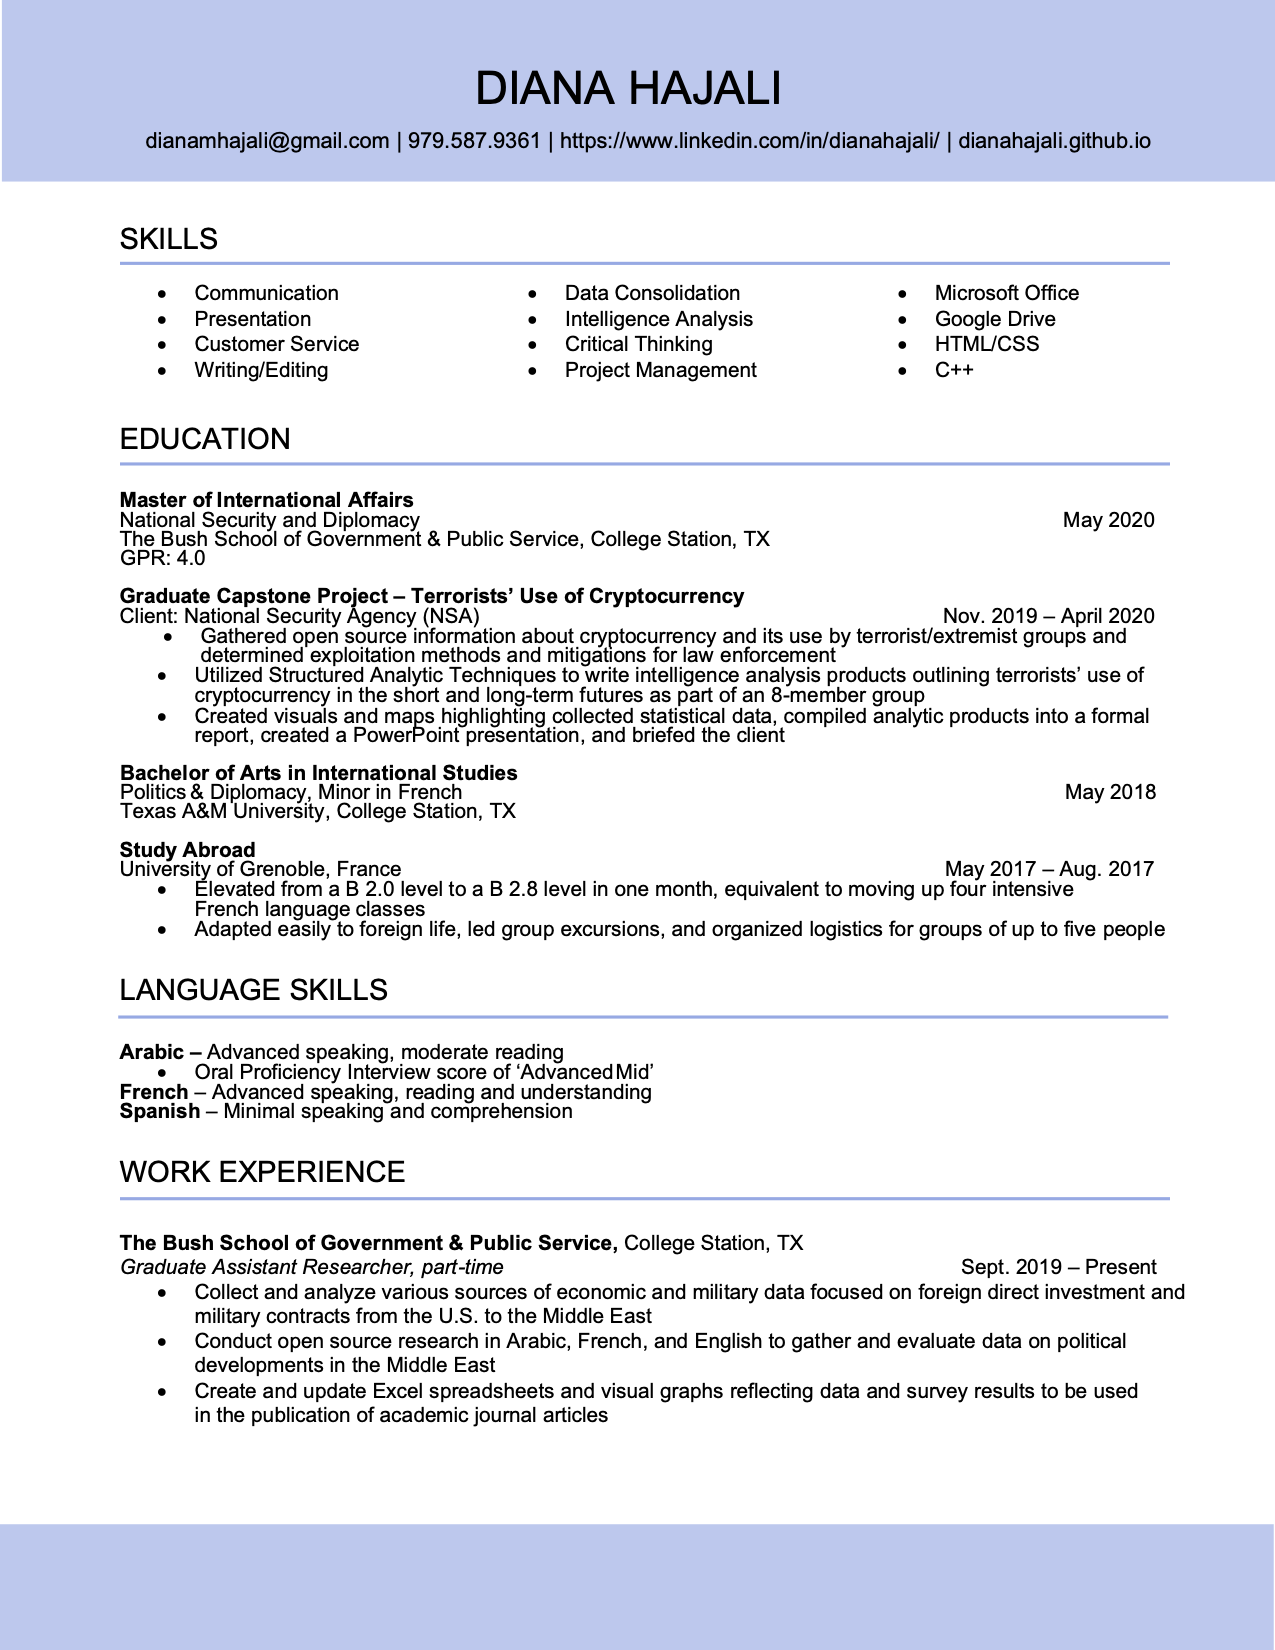 DIANA HAJALI
dianamhajali@gmail.com | 979.587.9361 | https://www.linkedin.com/in/dianahajali/ | dianahajali.github.io
SKILLS
• Communication
• Presentation
• Customer Service
• Writing/Editing
• Data Consolidation
• Intelligence Analysis
• Critical Thinking
• Project Management
• Microsoft Office
• Google Drive
• HTML/CSS
• C++
EDUCATION
Master of International Affairs
National Security and Diplomacy May 2020
The Bush School of Government & Public Service, College Station, TX
GPR: 4.0
Graduate Capstone Project – Terrorists’ Use of Cryptocurrency
Client: National Security Agency (NSA) Nov. 2019 – April 2020
• Gathered open source information about cryptocurrency and its use by terrorist/extremist groups and
determined exploitation methods and mitigations for law enforcement
• Utilized Structured Analytic Techniques to write intelligence analysis products outlining terrorists’ use of
cryptocurrency in the short and long-term futures as part of an 8-member group
• Created visuals and maps highlighting collected statistical data, compiled analytic products into a formal
report, created a PowerPoint presentation, and briefed the client
Bachelor of Arts in International Studies
Politics & Diplomacy, Minor in French May 2018
Texas A&M University, College Station, TX
Study Abroad
University of Grenoble, France May 2017 – Aug. 2017
• Elevated from a B 2.0 level to a B 2.8 level in one month, equivalent to moving up four intensive
French language classes
• Adapted easily to foreign life, led group excursions, and organized logistics for groups of up to five people
LANGUAGE SKILLS
Arabic – Advanced speaking, moderate reading
• Oral Proficiency Interview score of ‘Advanced Mid’
French – Advanced speaking, reading and understanding
Spanish – Minimal speaking and comprehension
WORK EXPERIENCE
The Bush School of Government & Public Service, College Station, TX
Graduate Assistant Researcher, part-time Sept. 2019 – Present
• Collect and analyze various sources of economic and military data focused on foreign direct investment and
military contracts from the U.S. to the Middle East
• Conduct open source research in Arabic, French, and English to gather and evaluate data on political
developments in the Middle East
• Create and update Excel spreadsheets and visual graphs reflecting data and survey results to be used
in the publication of academic journal articles